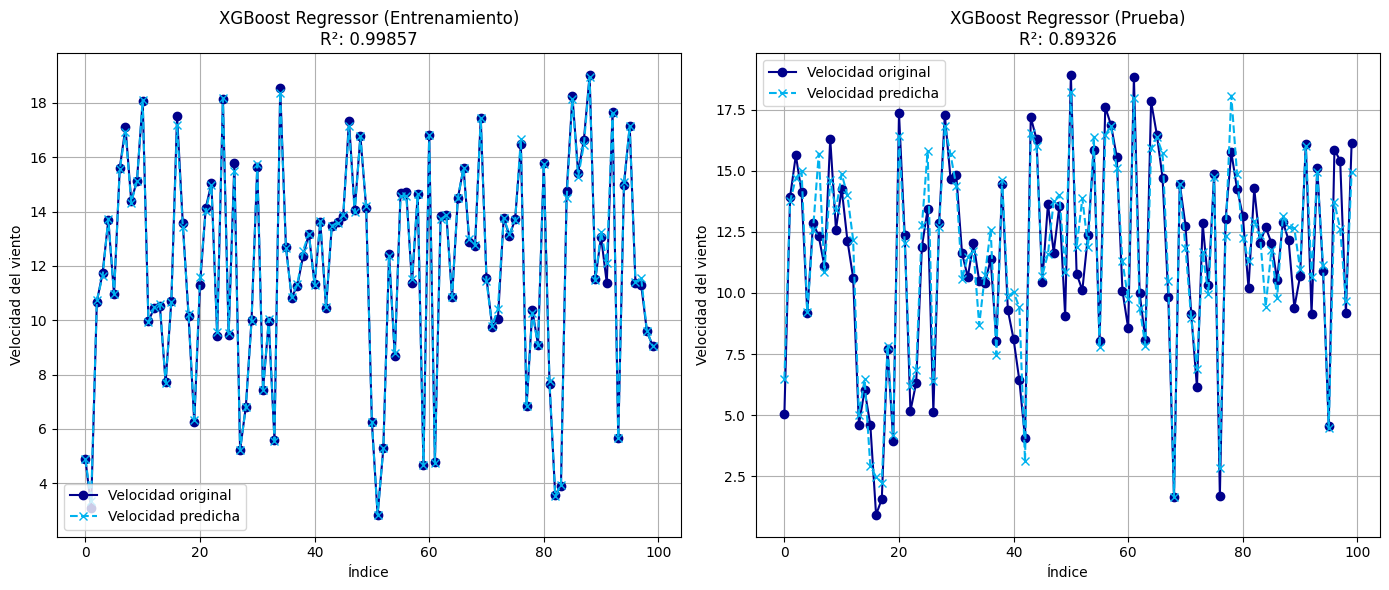 XGBoost Regressor (Entrenamiento)
R²: 0.99857
Velocidad del viento
18
16
14
12
10
8
6
4
Velocidad original
Velocidad predicha
0
20
40
60
80
100
Índice
XGBoost Regressor (Prueba)
R²: 0.89326
Velocidad original
Velocidad predicha
Velocidad del viento
17.5
15.0
12.5
10.0
7.5
5.0
2.5
0
20
40
60
80
100
Índice